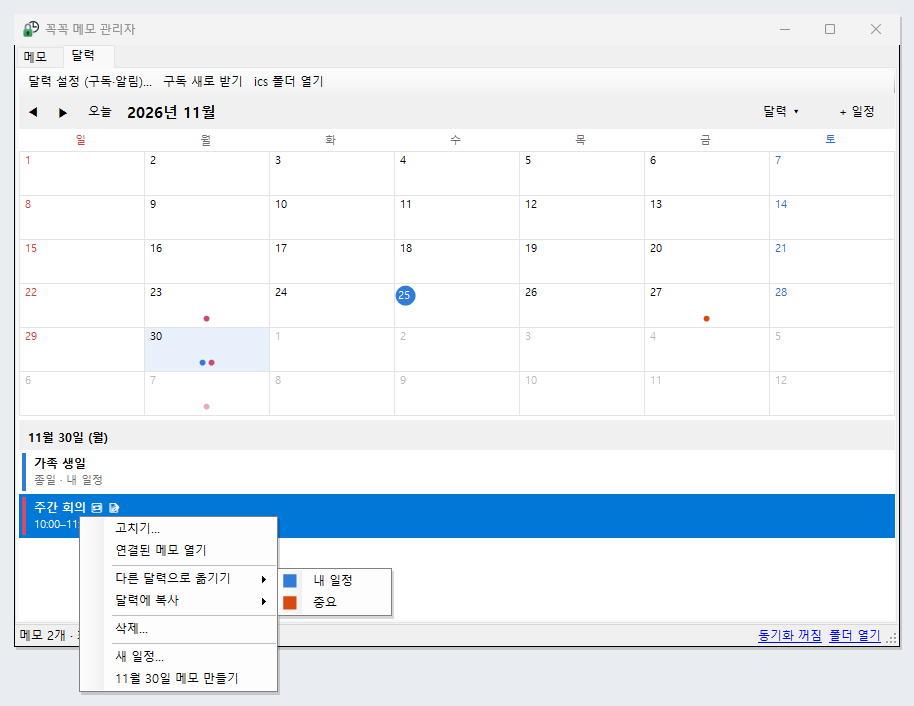 꼭꼭 메모 관리자
메모 달력
달력 설정 (구독·알림)... 구독 새로 받기 ics 폴더 열기
◀ ▶ 오늘 2026년 11월 달력 ▾ + 일정
일 월 화 수 목 금 토
1 2 3 4 5 6 7
8 9 10 11 12 13 14
15 16 17 18 19 20 21
22 23 24 25 26 27 28
29 30 1 2 3 4 5
6 7 8 9 10 11 12
11월 30일 (월)
가족 생일
종일 · 내 일정
주간 회의
10:00–11:
고치기...
연결된 메모 열기
다른 달력으로 옮기기 ▶
달력에 복사 ▶
내 일정
중요
삭제...
새 일정...
11월 30일 메모 만들기
메모 2개 ·
동기화 꺼짐 폴더 열기